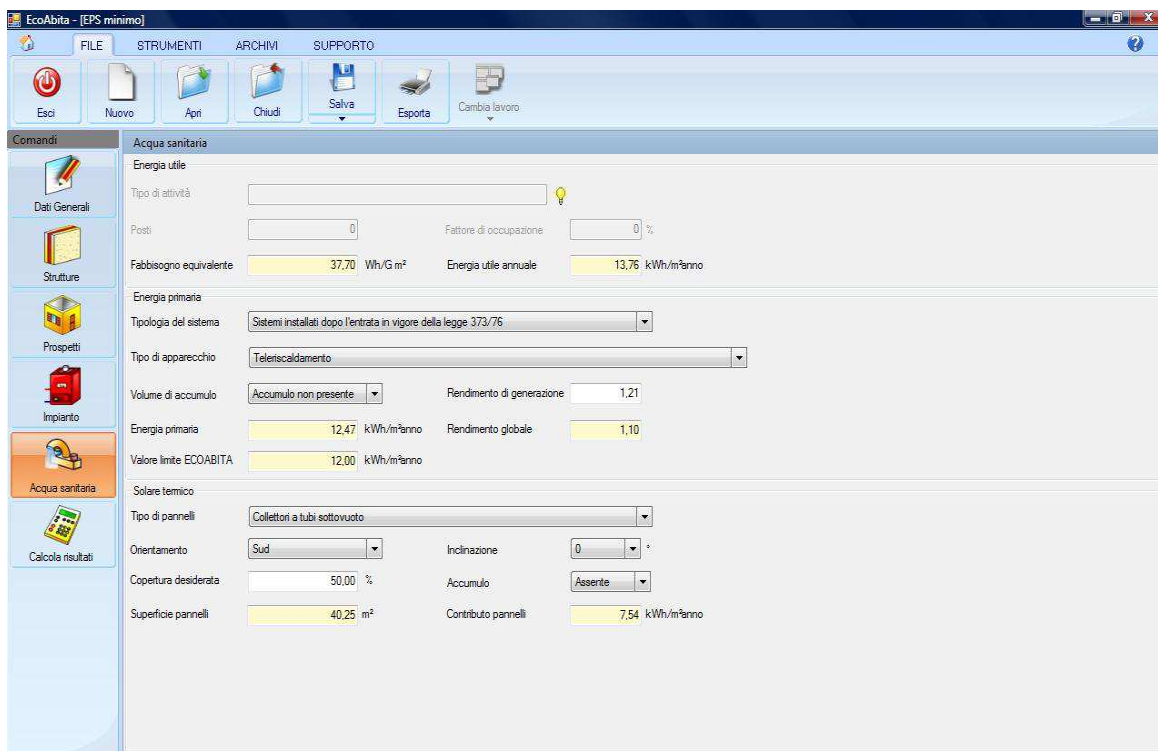 EcoAbita - [EPS minimo]
FILE STRUMENTI ARCHIVI SUPPORTO
Esci Nuovo Apri Chiudi Salva Esporta Cambia lavoro
Comandi
Dati Generali
Strutture
Prospetti
Impianto
Acqua sanitaria
Calcola risultati
Acqua sanitaria
Energia utile
Tipo di attività
Posti 0 Fattore di occupazione 0 %
Fabbisogno equivalente 37,70 Wh/G m² Energia utile annuale 13,76 kWh/m²anno
Energia primaria
Tipologia del sistema Sistemi installati dopo l'entrata in vigore della legge 373/76
Tipo di apparecchio Teleriscaldamento
Volume di accumulo Accumulo non presente Rendimento di generazione 1,21
Energia primaria 12,47 kWh/m²anno Rendimento globale 1,10
Valore limite ECOABITA 12,00 kWh/m²anno
Solare termico
Tipo di pannelli Collettori a tubi sottovuoto
Orientamento Sud Inclinazione 0 °
Copertura desiderata 50,00 % Accumulo Assente
Superficie pannelli 40,25 m² Contributo pannelli 7,54 kWh/m²anno